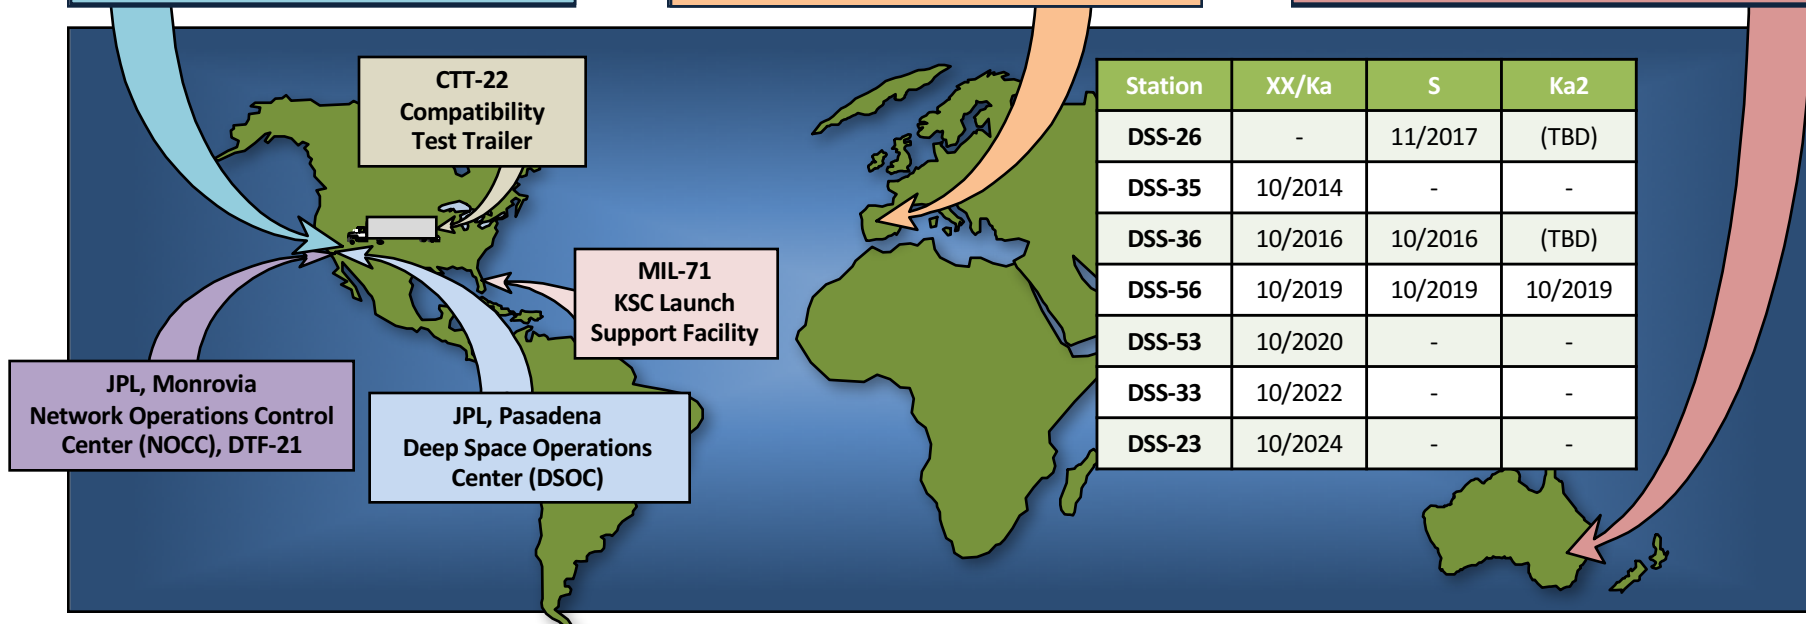 CTT-22
Compatibility
Test Trailer
MIL-71
KSC Launch
Support Facility
JPL, Monrovia
Network Operations Control
Center (NOCC), DTF-21
JPL, Pasadena
Deep Space Operations
Center (DSOC)
Station XX/Ka S Ka2
DSS-26 - 11/2017 (TBD)
DSS-35 10/2014 - -
DSS-36 10/2016 10/2016 (TBD)
DSS-56 10/2019 10/2019 10/2019
DSS-53 10/2020 - -
DSS-33 10/2022 - -
DSS-23 10/2024 - -